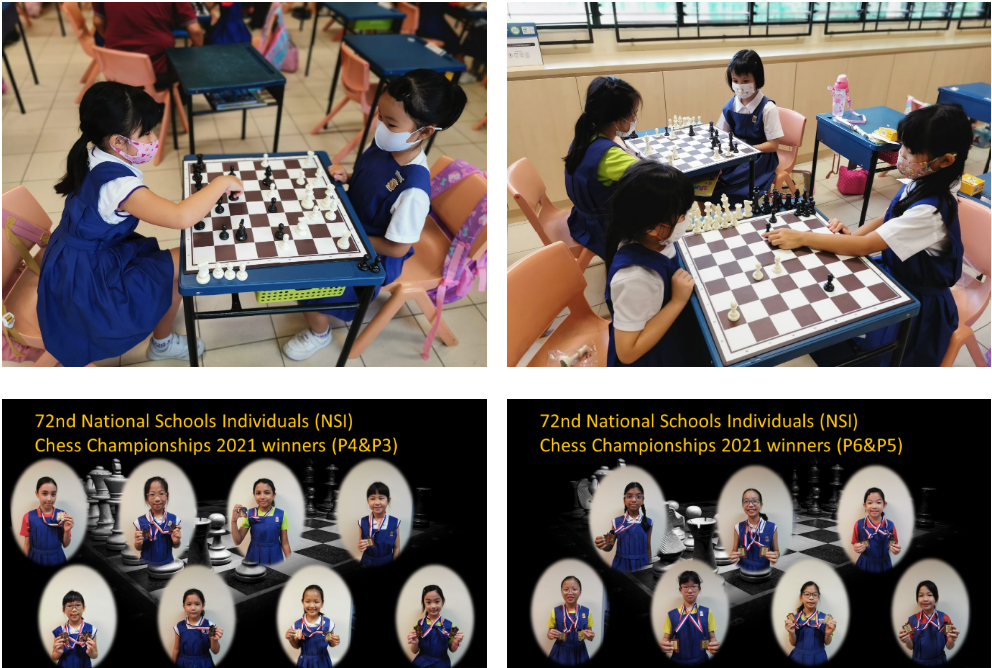 72nd National Schools Individuals (NSI)
Chess Championships 2021 winners (P4&P3)
72nd National Schools Individuals (NSI)
Chess Championships 2021 winners (P6&P5)